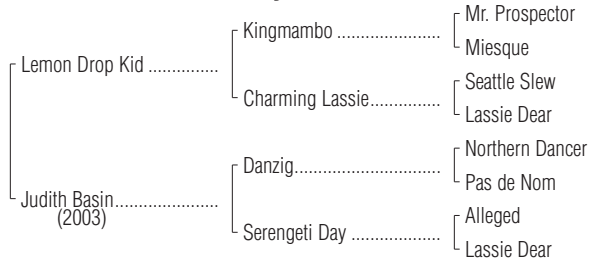 Mr. Prospector
Kingmambo ..................
Miesque
Lemon Drop Kid ...............
Seattle Slew
Charming Lassie...............
Lassie Dear
Northern Dancer
Danzig...............................
Pas de Nom
Judith Basin......................
(2003)
Alleged
Serengeti Day ...................
Lassie Dear